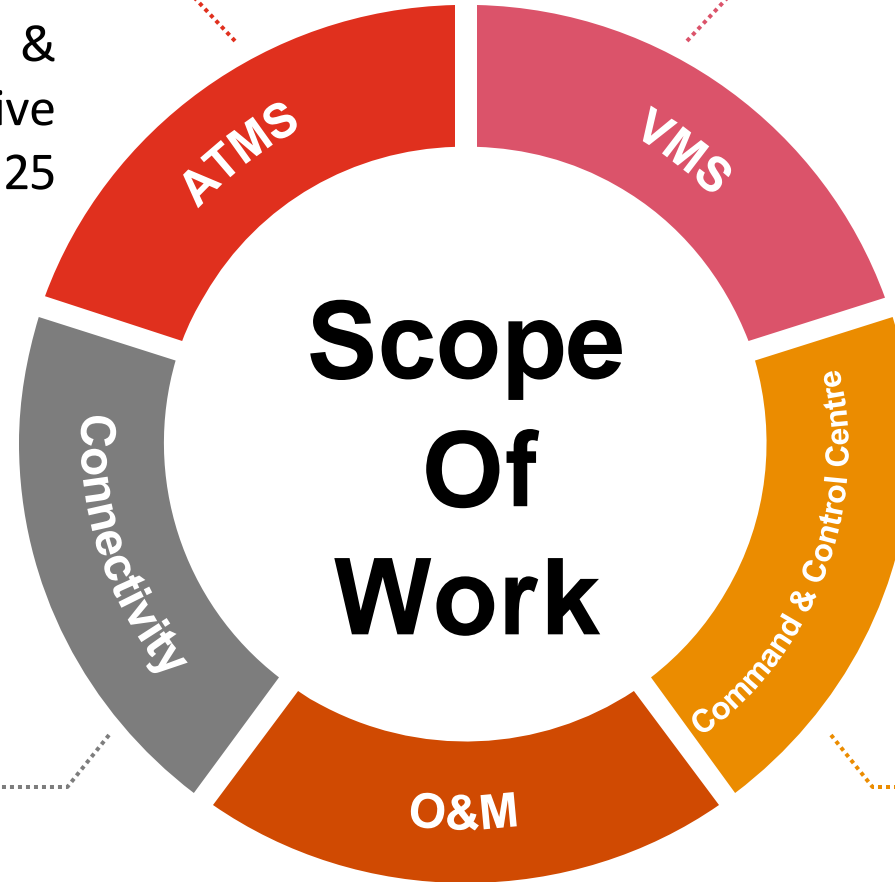 &
ive
25
ATMS
VMS
Scope
Of
Work
Connectivity
Command & Control Centre
O&M